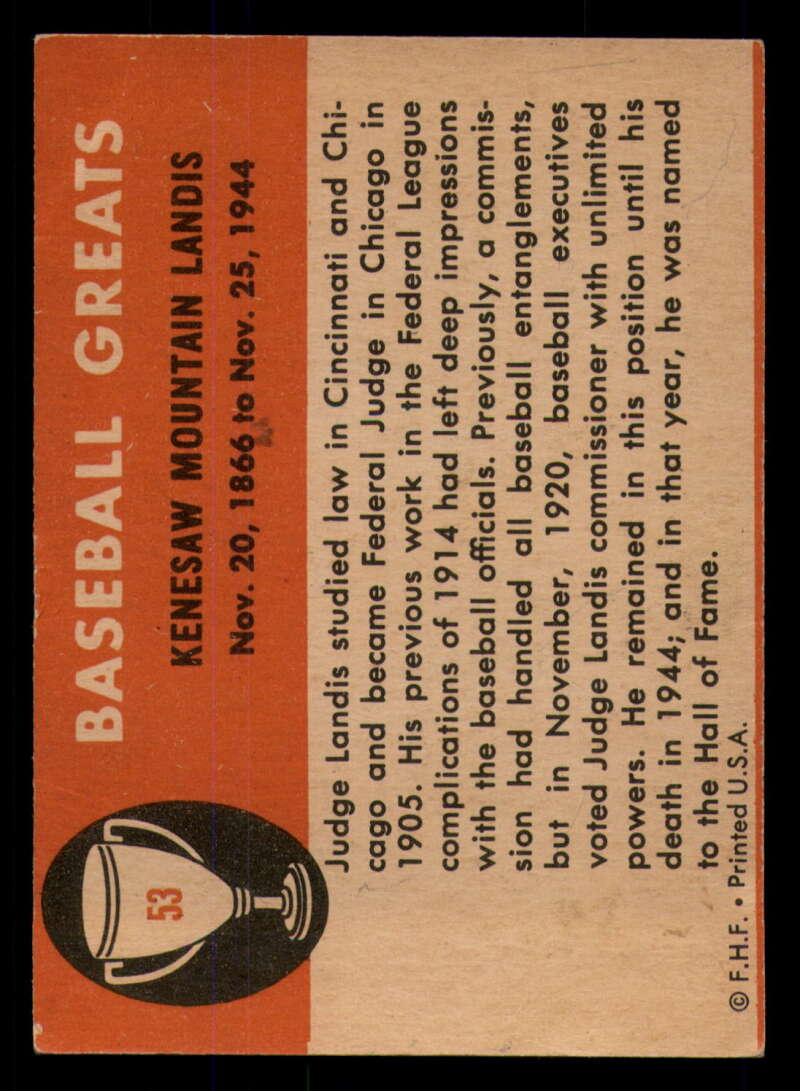 BASEBALL GREATS
KENESAW MOUNTAIN LANDIS
Nov. 20, 1866 to Nov. 25, 1944
53
Judge Landis studied law in Cincinnati and Chi-
cago and became Federal Judge in Chicago in
1905. His previous work in the Federal League
complications of 1914 had left deep impressions
with the baseball officials. Previously, a commis-
sion had handled all baseball entanglements,
but in November, 1920, baseball executives
voted Judge Landis commissioner with unlimited
powers. He remained in this position until his
death in 1944; and in that year, he was named
to the Hall of Fame.
© F.H.F. • Printed U.S.A.